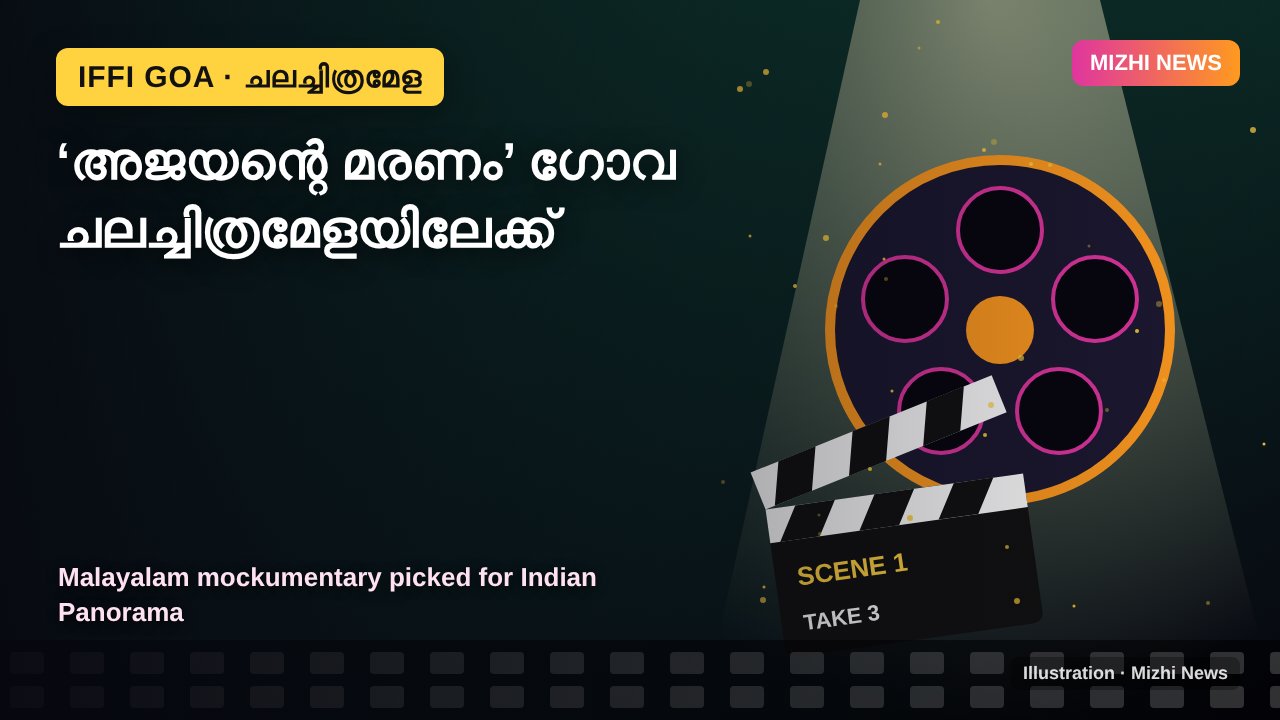 IFFI GOA · ചലച്ചിത്രമേള
MIZHI NEWS
‘അജയന്റെ മരണം’ ഗോവ
ചലച്ചിത്രമേളയിലേക്ക്
SCENE 1
TAKE 3
Malayalam mockumentary picked for Indian
Panorama
Illustration · Mizhi News